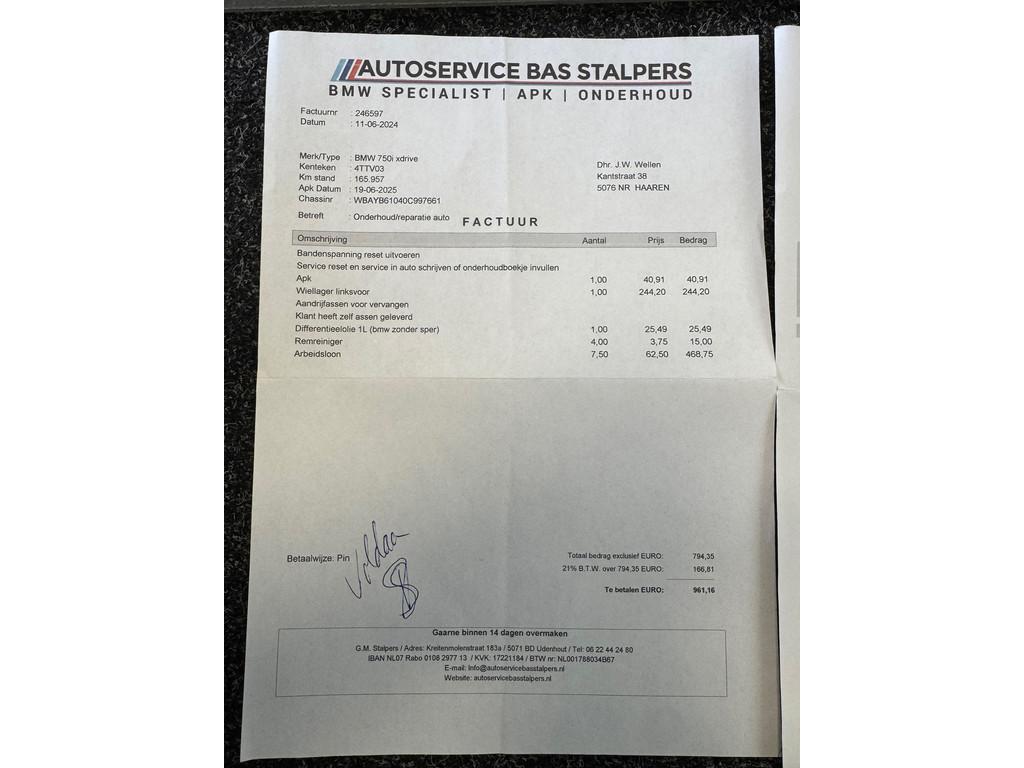 AUTOSERVICE BAS STALPERS
BMW SPECIALIST | APK | ONDERHOUD
Factuurnr : 246597
Datum : 11-06-2024
Merk/Type : BMW 750i xdrive
Kenteken : 4TTV03
Km stand : 165.957
Apk Datum : 19-06-2025
Chassinr : WBAYB61040C997661
Dhr. J.W. Wellen
Kantstraat 38
5076 NR HAAREN
Betreft : Onderhoud/reparatie auto
FACTUUR
Omschrijving Aantal Prijs Bedrag
Bandenspanning reset uitvoeren
Service reset en service in auto schrijven of onderhoudboekje invullen
Apk 1,00 40,91 40,91
Wiellager linksvoor 1,00 244,20 244,20
Aandrijfassen voor vervangen
Klant heeft zelf assen geleverd
Differentieelolie 1L (bmw zonder sper) 1,00 25,49 25,49
Remreiniger 4,00 3,75 15,00
Arbeidsloon 7,50 62,50 468,75
Betaalwijze: Pin
Voldaan
Totaal bedrag exclusief EURO: 794,35
21% B.T.W. over 794,35 EURO: 166,81
Te betalen EURO: 961,16
Gaarne binnen 14 dagen overmaken
G.M. Stalpers / Adres: Kreitenmolenstraat 183a / 5071 BD Udenhout / Tel: 06 22 44 24 80
IBAN NL07 Rabo 0108 2977 13 / KVK: 17221184 / BTW nr: NL001788034B67
E-mail: Info@autoservicebasstalpers.nl
Website: autoservicebasstalpers.nl